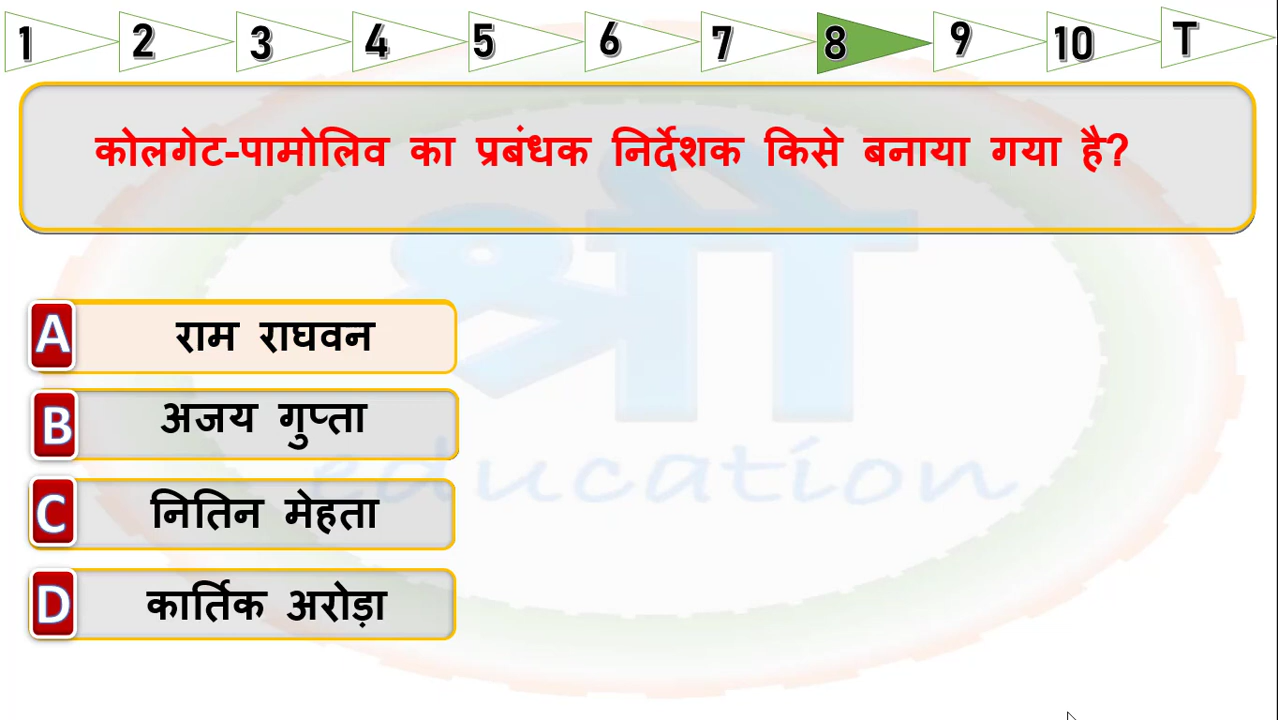 1 2 3 4 5 6 7 8 9 10 T
कोलगेट-पामोलिव का प्रबंधक निर्देशक किसे बनाया गया है?
A राम राघवन
B अजय गुप्ता
C नितिन मेहता
D कार्तिक अरोड़ा
श्री
education